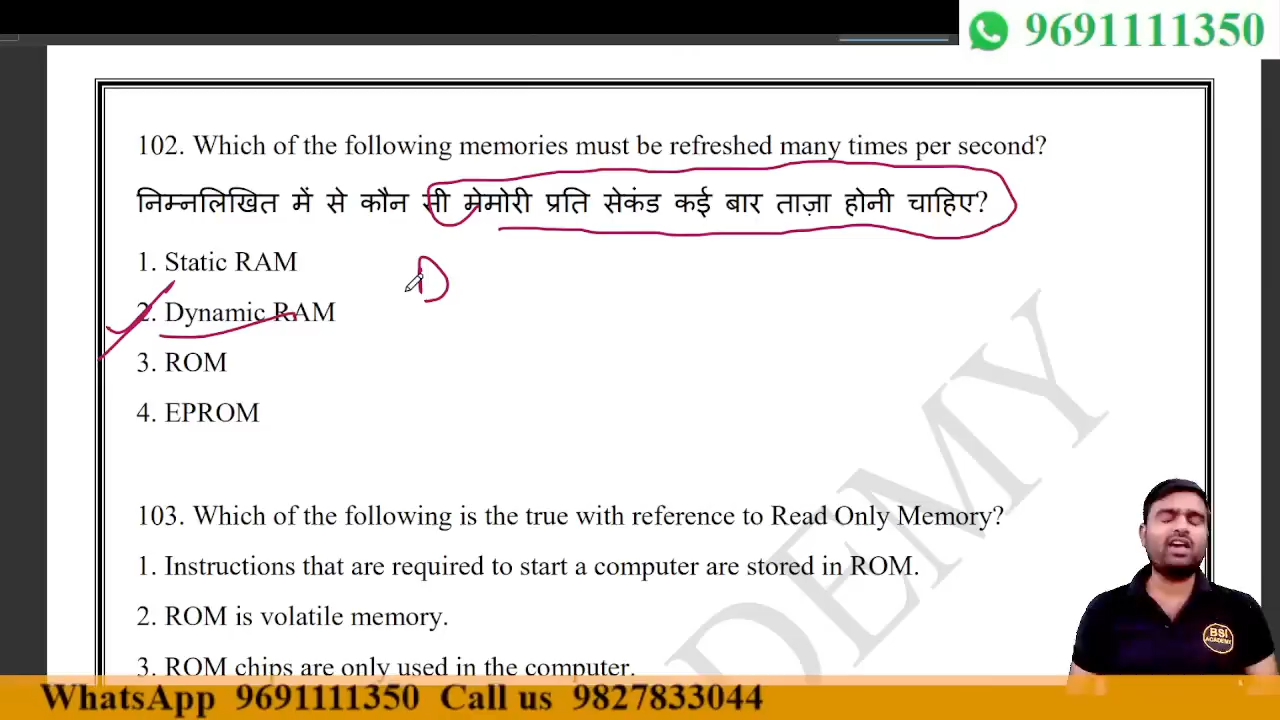 9691111350
102. Which of the following memories must be refreshed many times per second?
निम्नलिखित में से कौन सी मेमोरी प्रति सेकंड कई बार ताज़ा होनी चाहिए?
1. Static RAM
D
2. Dynamic RAM
3. ROM
4. EPROM
103. Which of the following is the true with reference to Read Only Memory?
1. Instructions that are required to start a computer are stored in ROM.
2. ROM is volatile memory.
3. ROM chips are only used in the computer.
DEMY
BSI
ACADEMY
WhatsApp 9691111350 Call us 9827833044